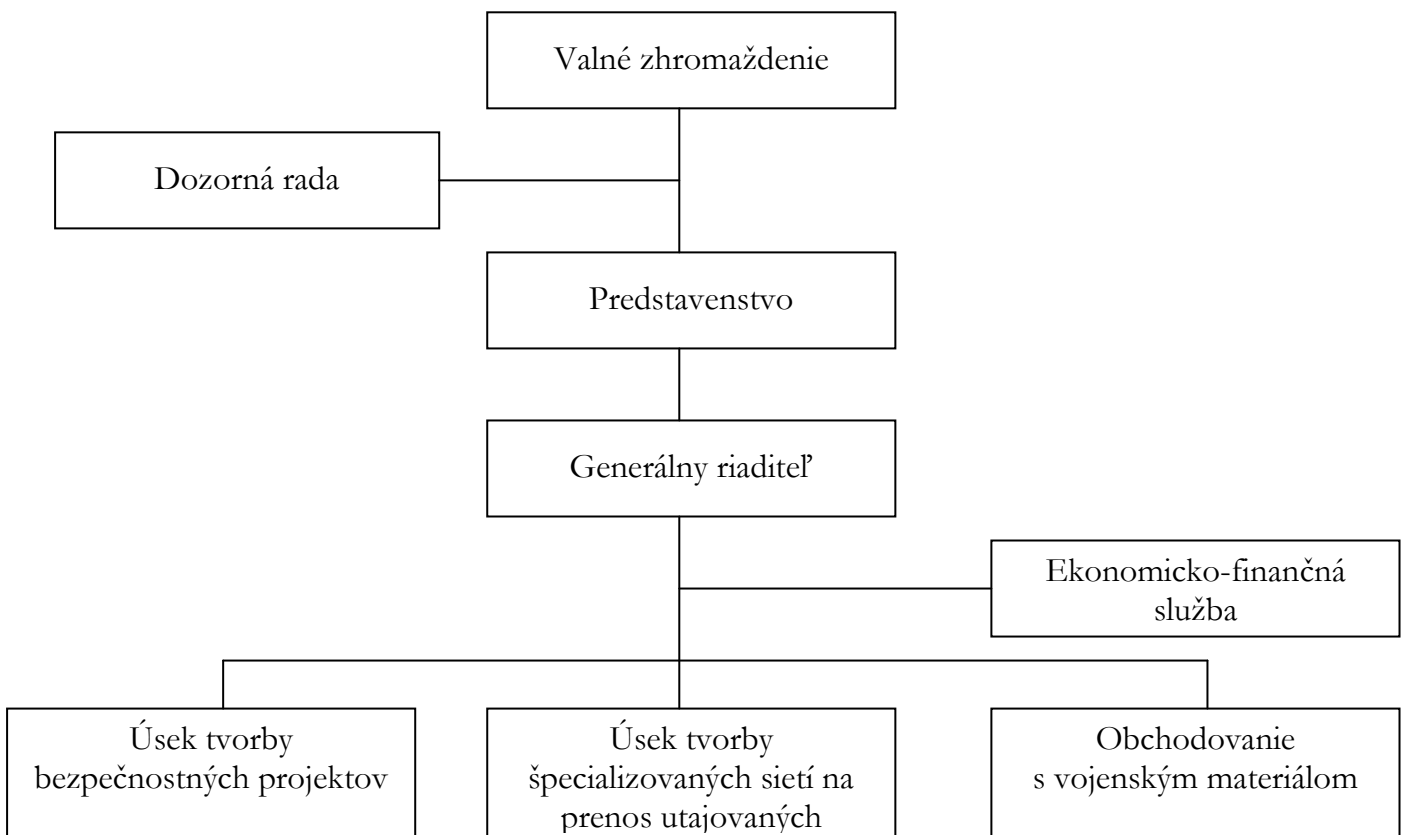 Valné zhromaždenie
Dozorná rada
Predstavenstvo
Generálny riaditeľ
Ekonomicko-finančná
služba
Úsek tvorby
bezpečnostných projektov
Úsek tvorby
špecializovaných sietí na
prenos utajovaných
Obchodovanie
s vojenským materiálom